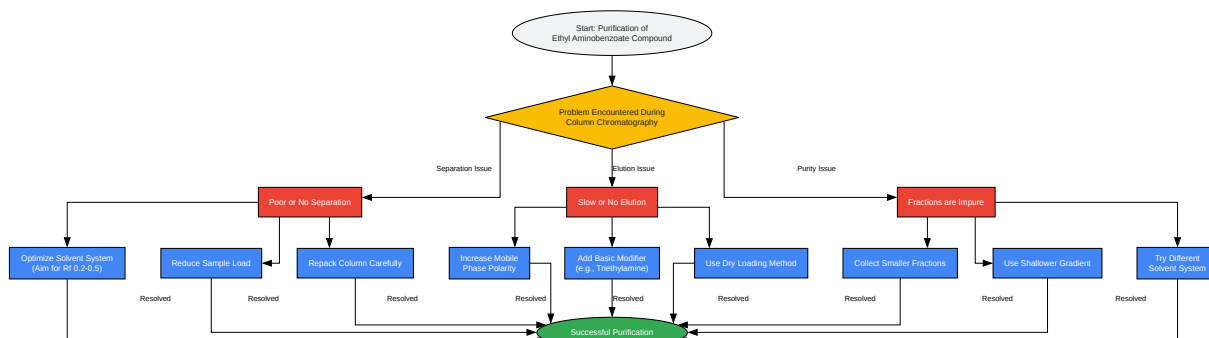 Start: Purification of
Ethyl Aminobenzoate Compound
Problem Encountered During
Column Chromatography
Separation Issue
Elution Issue
Purity Issue
Poor or No Separation
Slow or No Elution
Fractions are Impure
Optimize Solvent System
(Aim for Rf 0.2-0.5)
Reduce Sample Load
Repack Column Carefully
Increase Mobile
Phase Polarity
Add Basic Modifier
(e.g., Triethylamine)
Use Dry Loading Method
Collect Smaller Fractions
Use Shallower Gradient
Try Different
Solvent System
Resolved
Resolved
Resolved
Resolved
Resolved
Resolved
Resolved
Resolved
Resolved
Successful Purification